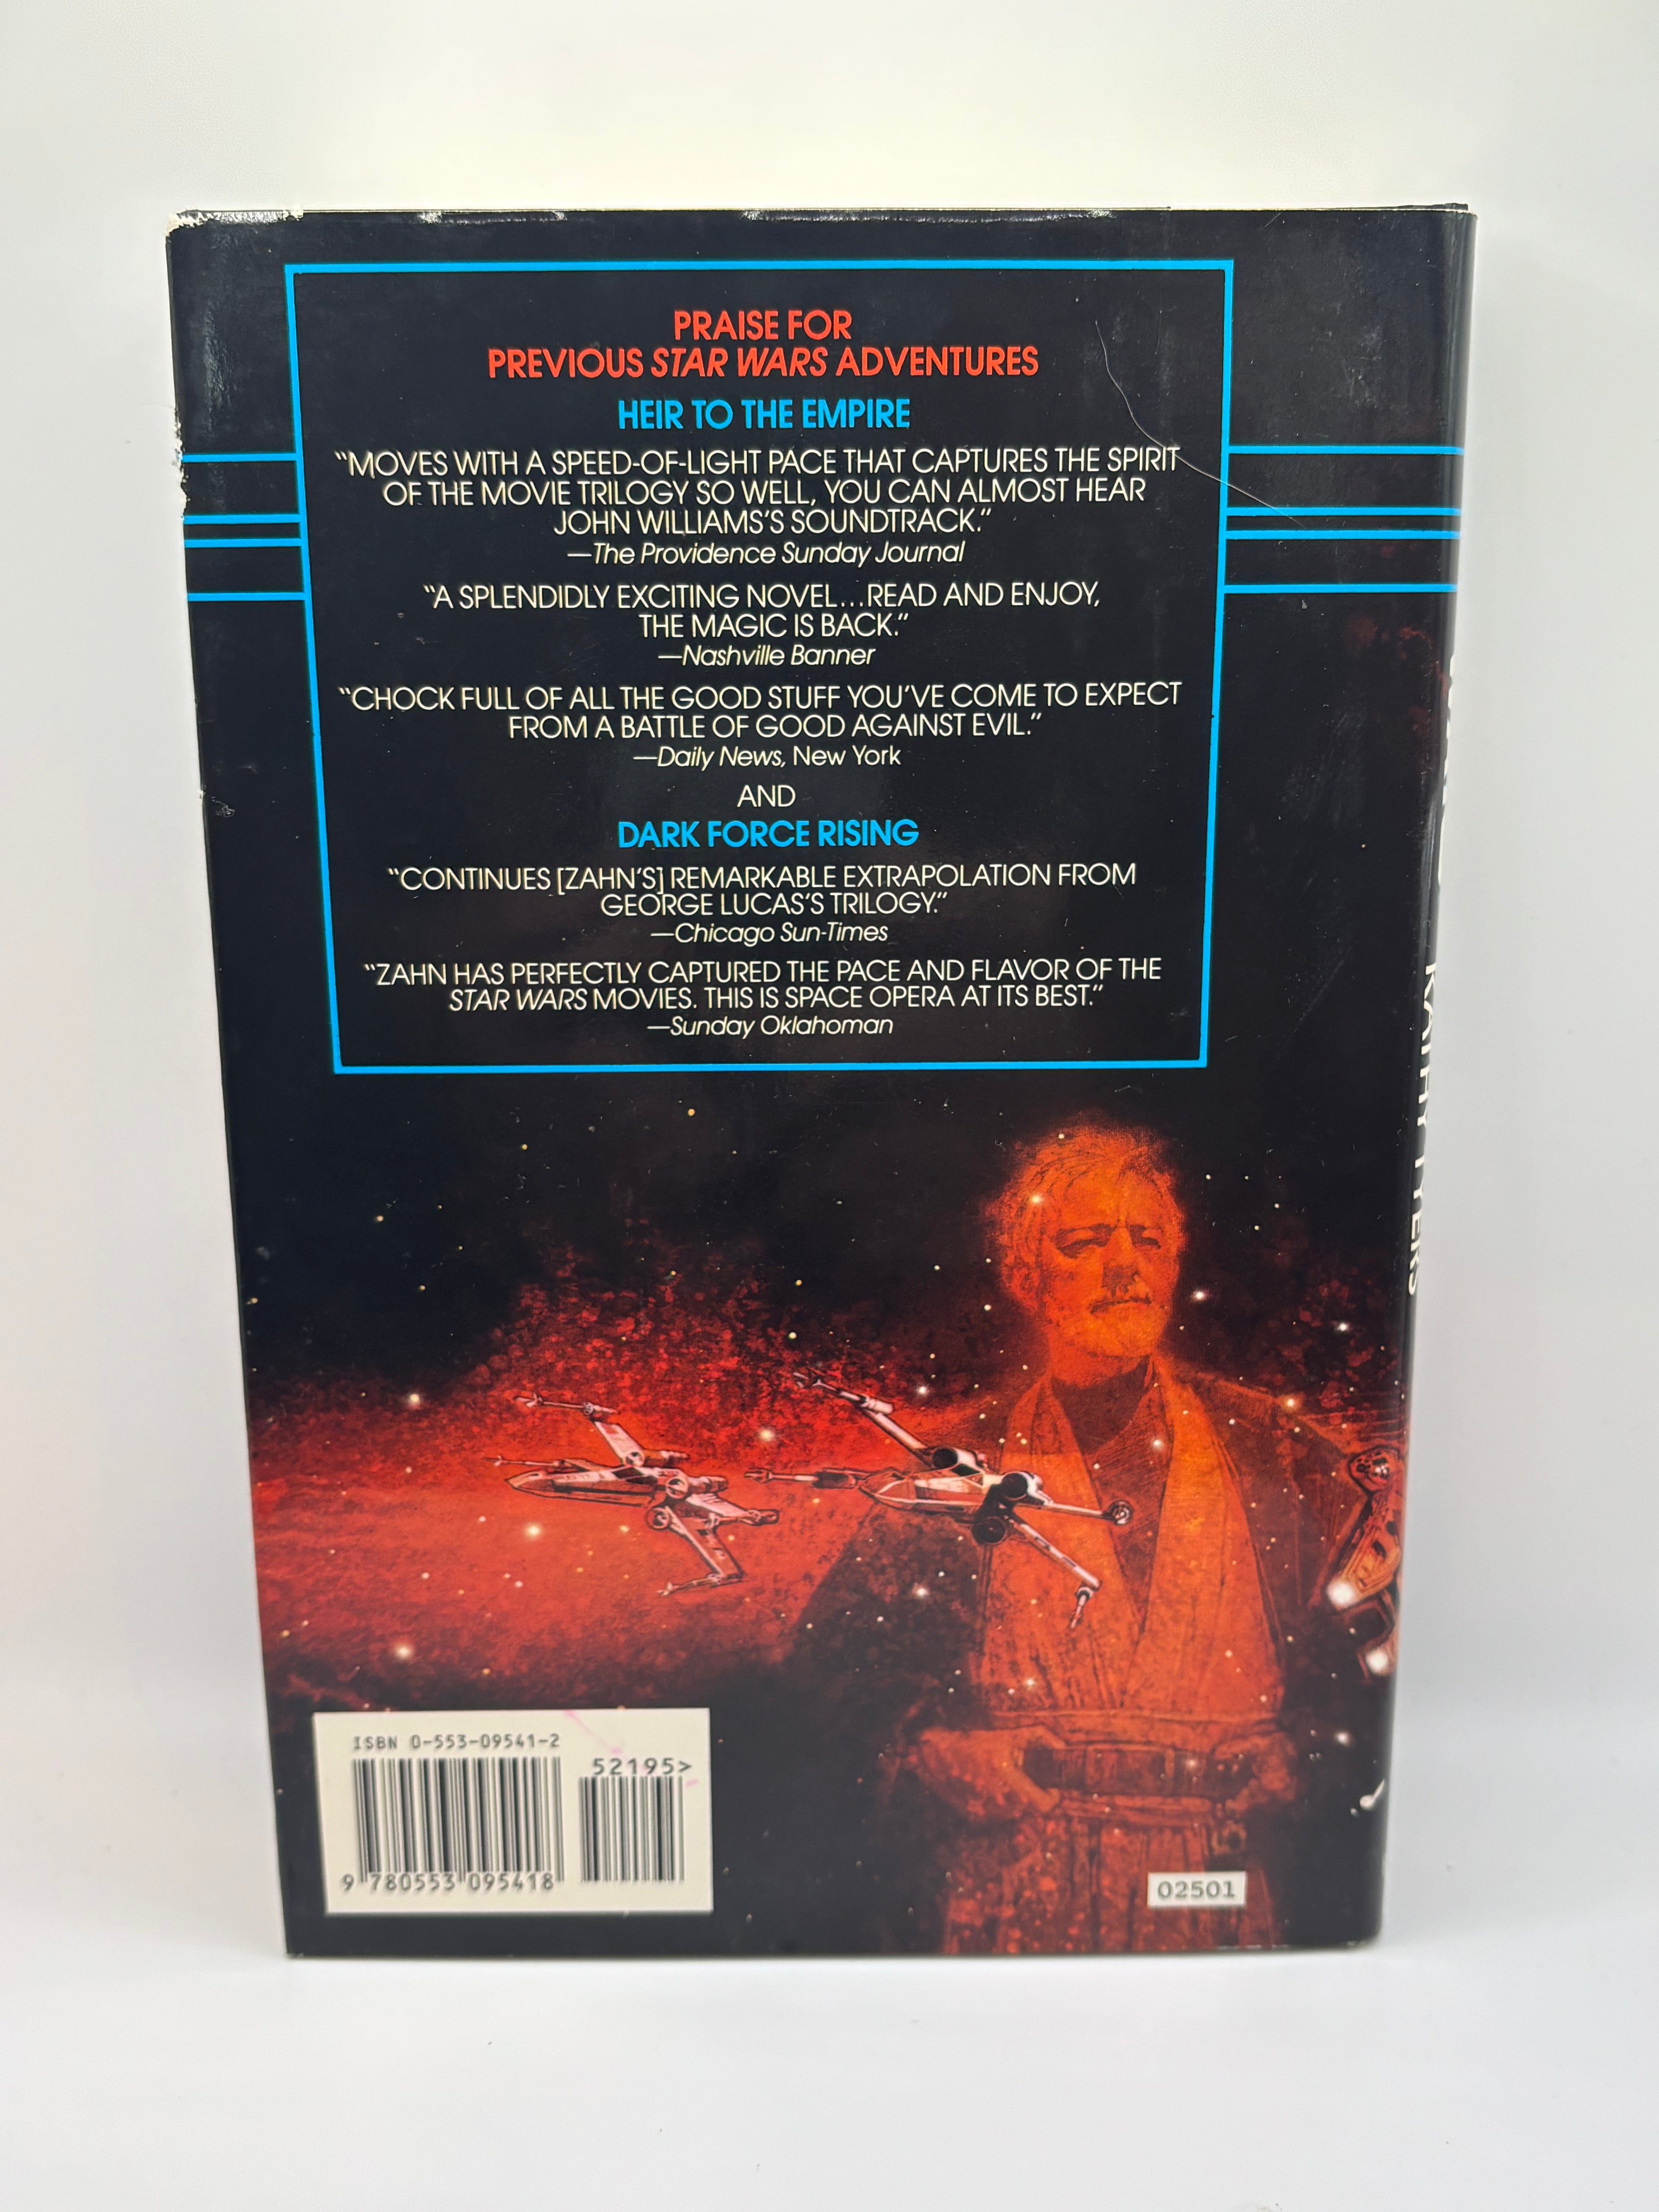 PRAISE FOR
PREVIOUS STAR WARS ADVENTURES
HEIR TO THE EMPIRE
“MOVES WITH A SPEED-OF-LIGHT PACE THAT CAPTURES THE SPIRIT
OF THE MOVIE TRILOGY SO WELL, YOU CAN ALMOST HEAR
JOHN WILLIAMS'S SOUNDTRACK.”
—The Providence Sunday Journal
“A SPLENDIDLY EXCITING NOVEL...READ AND ENJOY,
THE MAGIC IS BACK.”
—Nashville Banner
“CHOCK FULL OF ALL THE GOOD STUFF YOU'VE COME TO EXPECT
FROM A BATTLE OF GOOD AGAINST EVIL.”
—Daily News, New York
AND
DARK FORCE RISING
“CONTINUES [ZAHN'S] REMARKABLE EXTRAPOLATION FROM
GEORGE LUCAS'S TRILOGY.”
—Chicago Sun-Times
“ZAHN HAS PERFECTLY CAPTURED THE PACE AND FLAVOR OF THE
STAR WARS MOVIES. THIS IS SPACE OPERA AT ITS BEST.”
—Sunday Oklahoman
KATHY TYERS
ISBN 0-553-09541-2
52195>
9 780553 095418
02501